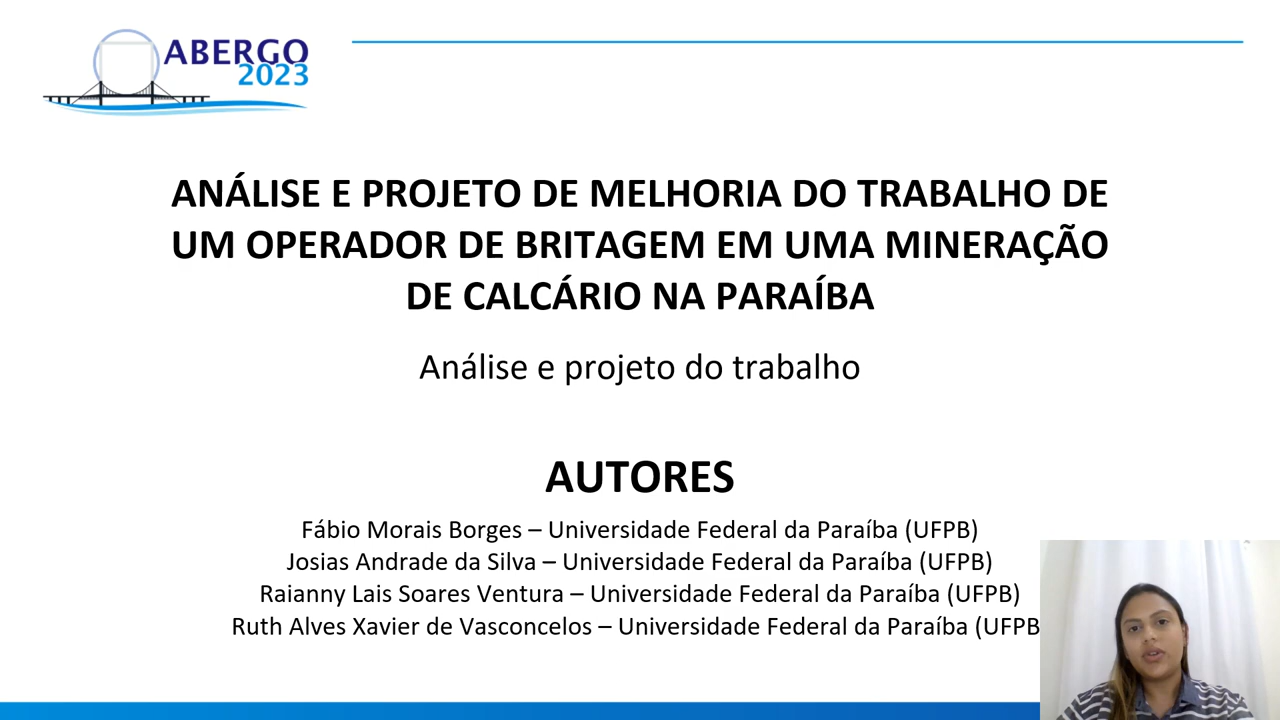 ABERGO
2023
ANÁLISE E PROJETO DE MELHORIA DO TRABALHO DE
UM OPERADOR DE BRITAGEM EM UMA MINERAÇÃO
DE CALCÁRIO NA PARAÍBA
Análise e projeto do trabalho
AUTORES
Fábio Morais Borges – Universidade Federal da Paraíba (UFPB)
Josias Andrade da Silva – Universidade Federal da Paraíba (UFPB)
Raianny Lais Soares Ventura – Universidade Federal da Paraíba (UFPB)
Ruth Alves Xavier de Vasconcelos – Universidade Federal da Paraíba (UFPB